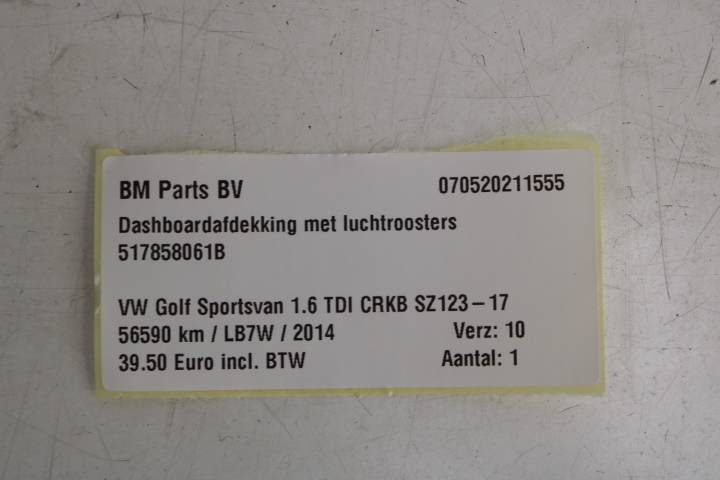 BM Parts BV 070520211555
Dashboardafdekking met luchtroosters
517858061B
VW Golf Sportsvan 1.6 TDI CRKB SZ123-17
56590 km / LB7W / 2014 Verz: 10
39.50 Euro incl. BTW Aantal: 1